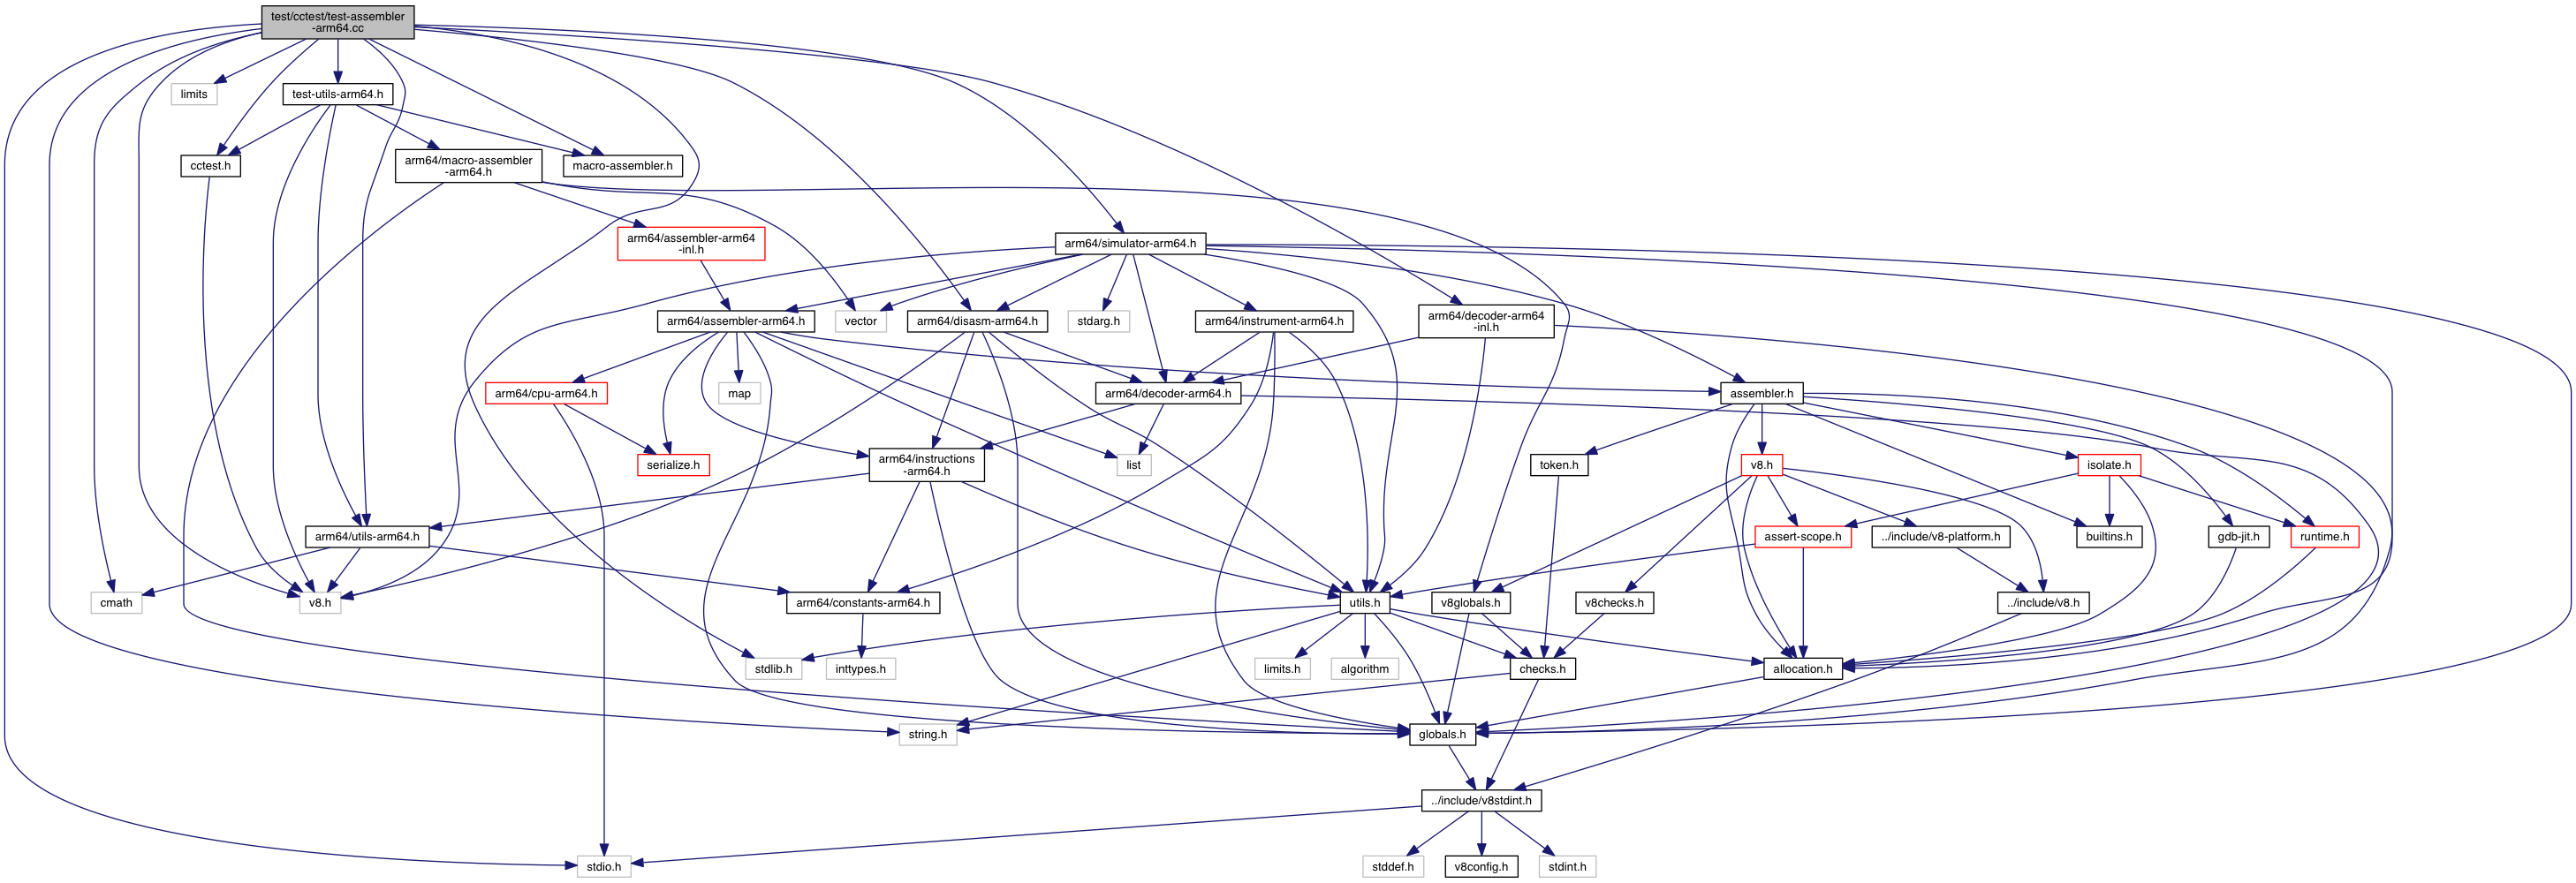 test/cctest/test-assembler
-arm64.cc
limits
test-utils-arm64.h
cctest.h
arm64/macro-assembler
-arm64.h
macro-assembler.h
arm64/assembler-arm64
-inl.h
arm64/simulator-arm64.h
arm64/assembler-arm64.h
vector
arm64/disasm-arm64.h
stdarg.h
arm64/instrument-arm64.h
arm64/decoder-arm64
-inl.h
arm64/cpu-arm64.h
map
arm64/decoder-arm64.h
assembler.h
serialize.h
arm64/instructions
-arm64.h
list
token.h
v8.h
isolate.h
arm64/utils-arm64.h
assert-scope.h
../include/v8-platform.h
builtins.h
gdb-jit.h
runtime.h
cmath
v8.h
arm64/constants-arm64.h
utils.h
v8globals.h
v8checks.h
../include/v8.h
stdlib.h
inttypes.h
limits.h
algorithm
checks.h
allocation.h
string.h
globals.h
../include/v8stdint.h
stdio.h
stddef.h
v8config.h
stdint.h